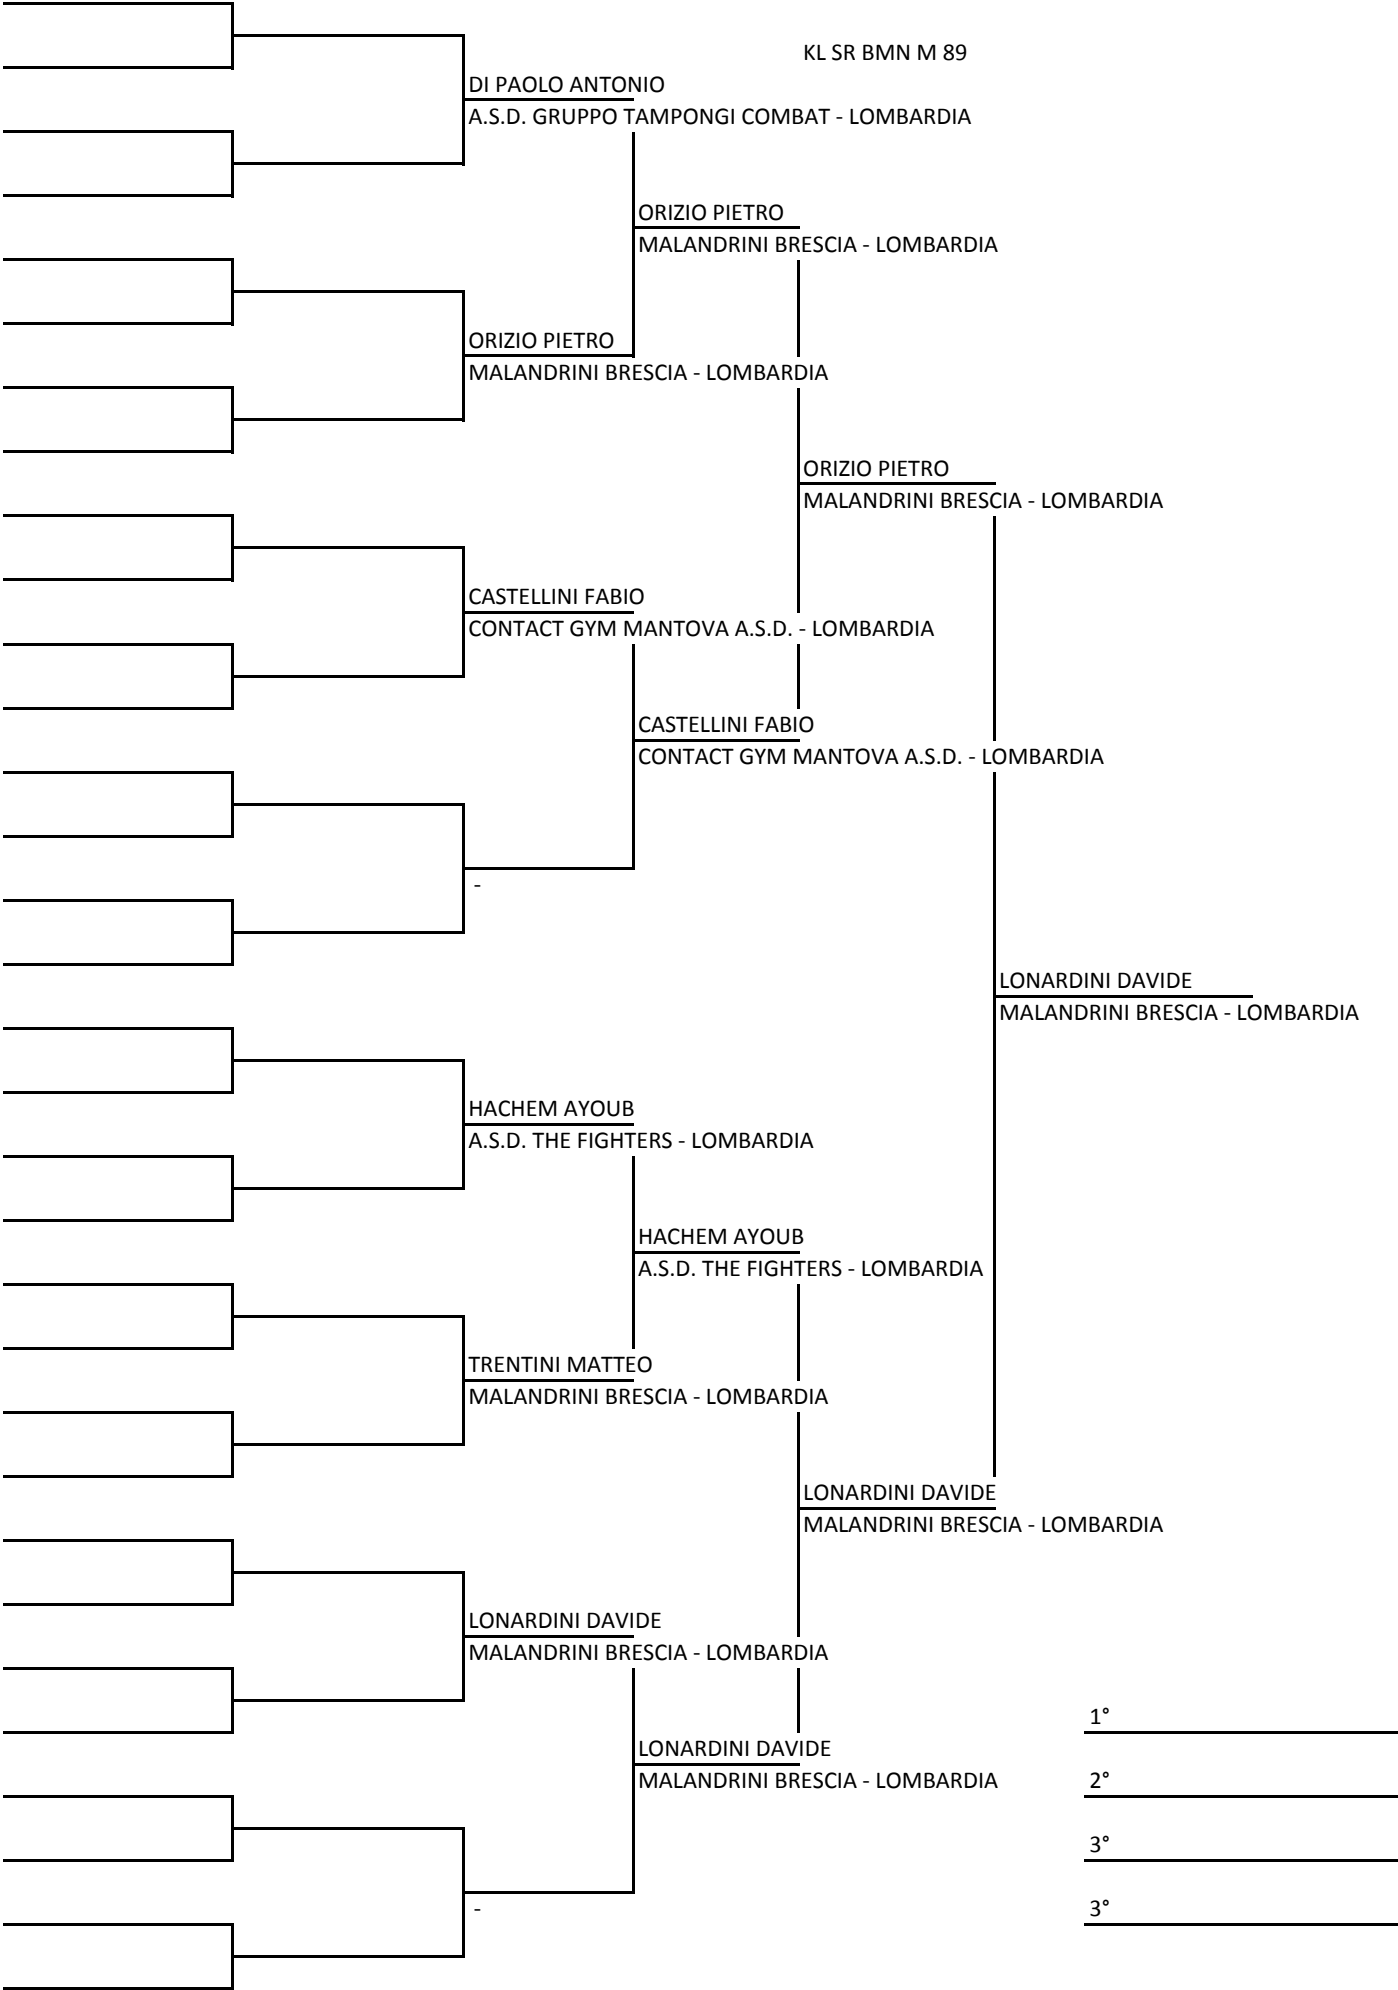 KL SR BMN M 89
DI PAOLO ANTONIO
A.S.D. GRUPPO TAMPONGI COMBAT - LOMBARDIA
ORIZIO PIETRO
MALANDRINI BRESCIA - LOMBARDIA
ORIZIO PIETRO
MALANDRINI BRESCIA - LOMBARDIA
ORIZIO PIETRO
MALANDRINI BRESCIA - LOMBARDIA
CASTELLINI FABIO
CONTACT GYM MANTOVA A.S.D. - LOMBARDIA
CASTELLINI FABIO
CONTACT GYM MANTOVA A.S.D. - LOMBARDIA
-
LONARDINI DAVIDE
MALANDRINI BRESCIA - LOMBARDIA
HACHEM AYOUB
A.S.D. THE FIGHTERS - LOMBARDIA
HACHEM AYOUB
A.S.D. THE FIGHTERS - LOMBARDIA
TRENTINI MATTEO
MALANDRINI BRESCIA - LOMBARDIA
LONARDINI DAVIDE
MALANDRINI BRESCIA - LOMBARDIA
LONARDINI DAVIDE
MALANDRINI BRESCIA - LOMBARDIA
1°
LONARDINI DAVIDE
MALANDRINI BRESCIA - LOMBARDIA
2°
3°
3°
-